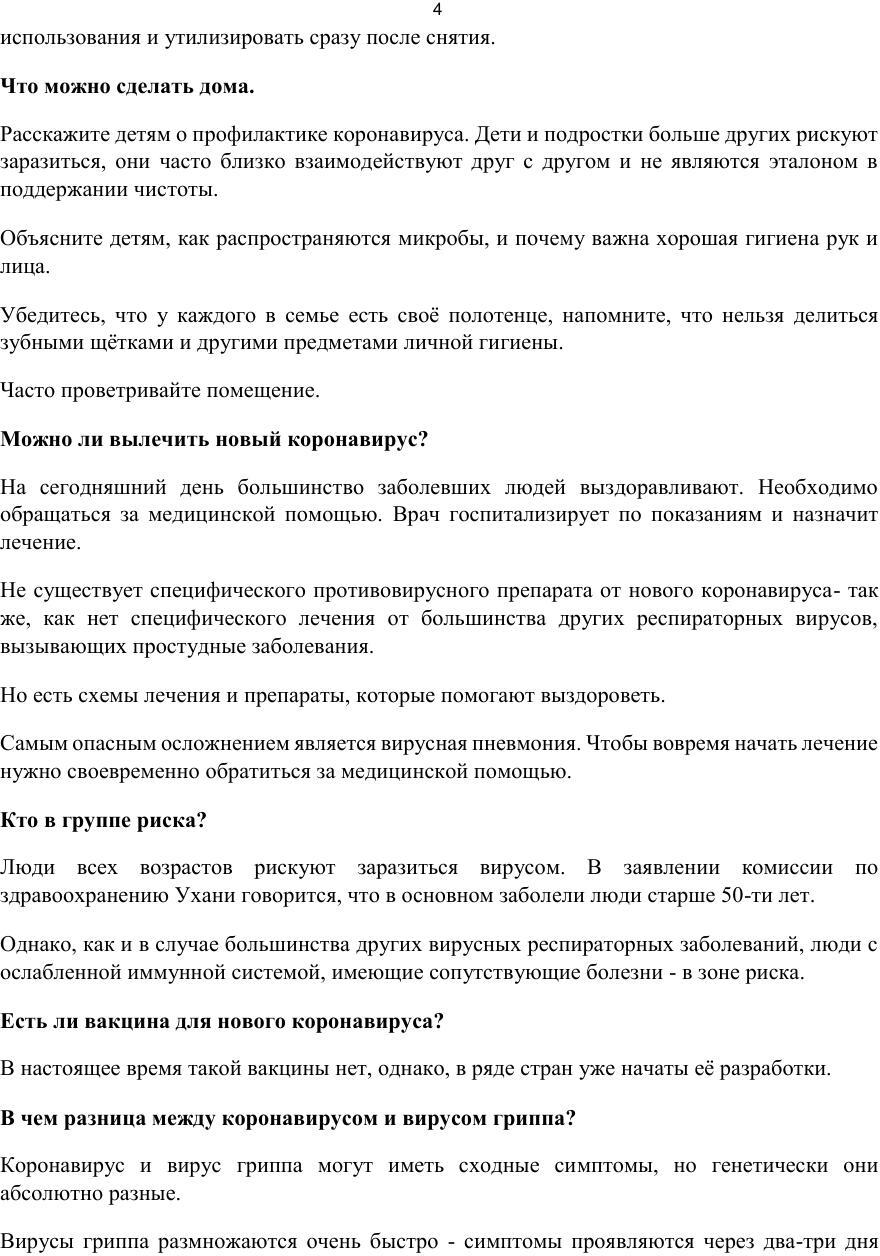 4
использования и утилизировать сразу после снятия.
Что можно сделать дома.
Расскажите детям о профилактике коронавируса. Дети и подростки больше других рискуют
заразиться, они часто близко взаимодействуют друг с другом и не являются эталоном в
поддержании чистоты.
Объясните детям, как распространяются микробы, и почему важна хорошая гигиена рук и
лица.
Убедитесь, что у каждого в семье есть своё полотенце, напомните, что нельзя делиться
зубными щётками и другими предметами личной гигиены.
Часто проветривайте помещение.
Можно ли вылечить новый коронавирус?
На сегодняшний день большинство заболевших людей выздоравливают. Необходимо
обращаться за медицинской помощью. Врач госпитализирует по показаниям и назначит
лечение.
Не существует специфического противовирусного препарата от нового коронавируса- так
же, как нет специфического лечения от большинства других респираторных вирусов,
вызывающих простудные заболевания.
Но есть схемы лечения и препараты, которые помогают выздороветь.
Самым опасным осложнением является вирусная пневмония. Чтобы вовремя начать лечение
нужно своевременно обратиться за медицинской помощью.
Кто в группе риска?
Люди всех возрастов рискуют заразиться вирусом. В заявлении комиссии по
здравоохранению Ухани говорится, что в основном заболели люди старше 50-ти лет.
Однако, как и в случае большинства других вирусных респираторных заболеваний, люди с
ослабленной иммунной системой, имеющие сопутствующие болезни - в зоне риска.
Есть ли вакцина для нового коронавируса?
В настоящее время такой вакцины нет, однако, в ряде стран уже начаты её разработки.
В чем разница между коронавирусом и вирусом гриппа?
Коронавирус и вирус гриппа могут иметь сходные симптомы, но генетически они
абсолютно разные.
Вирусы гриппа размножаются очень быстро - симптомы проявляются через два-три дня